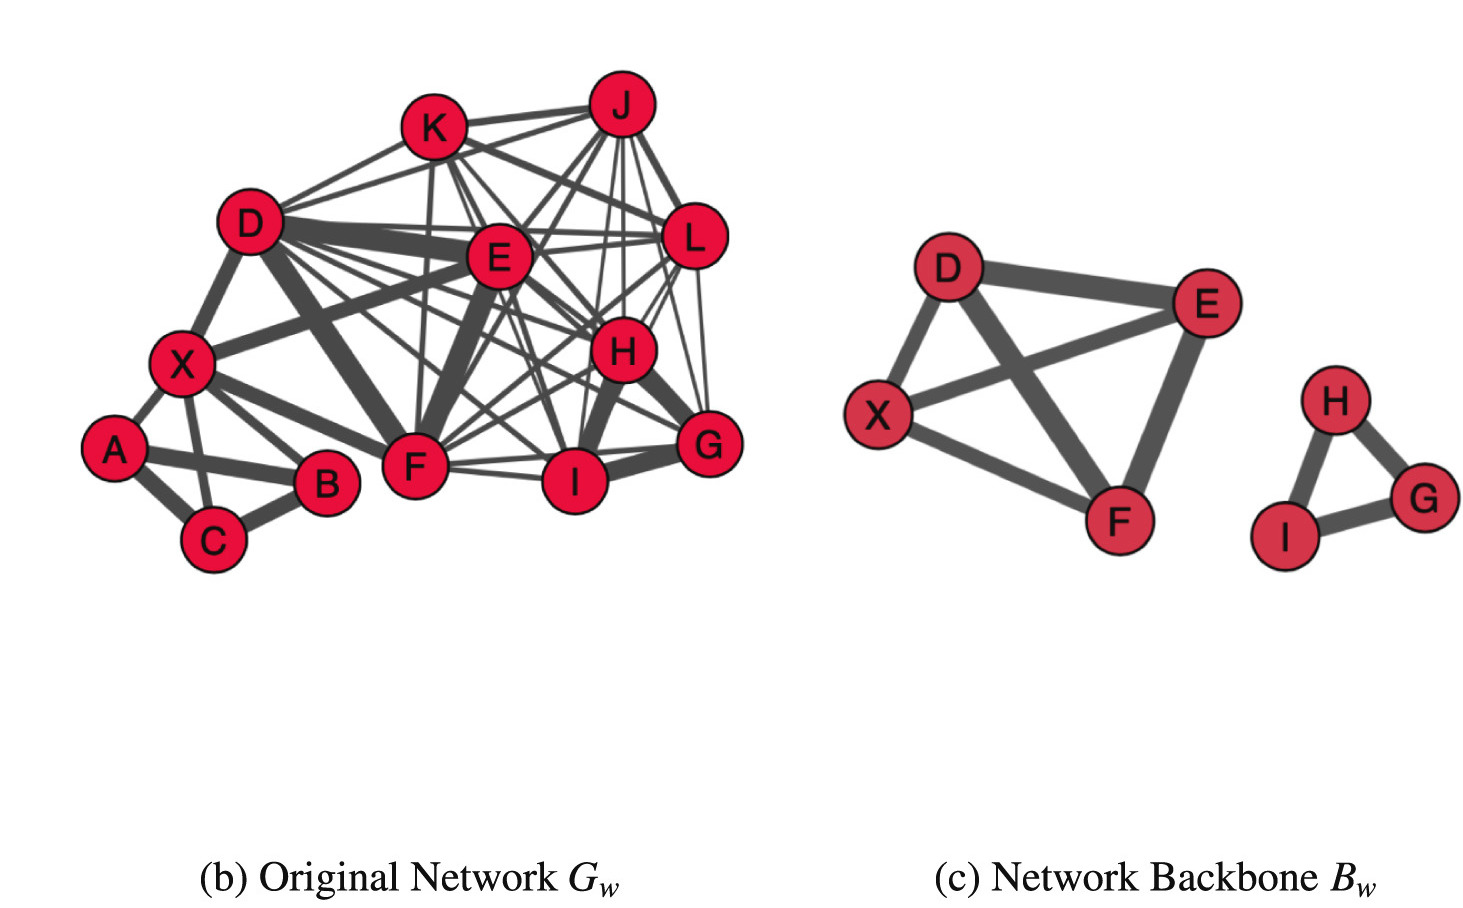 K
J
D
E
L
X
H
A
B
F
I
G
C
D
E
X
F
H
G
I
(b) Original Network G_w
(c) Network Backbone B_w